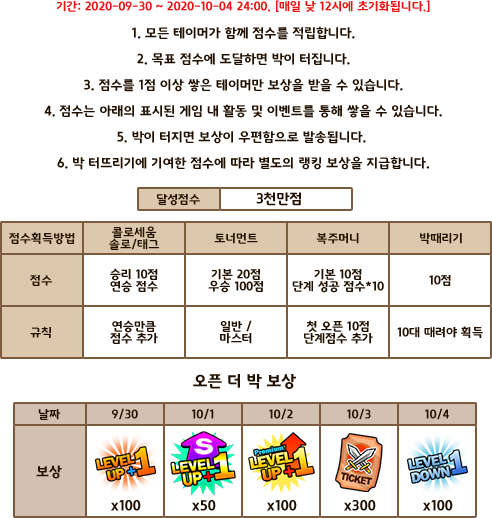 기간: 2020-09-30 ~ 2020-10-04 24:00. [매일 낮 12시에 초기화됩니다.]
1. 모든 테이머가 함께 점수를 적립합니다.
2. 목표 점수에 도달하면 박이 터집니다.
3. 점수를 1점 이상 쌓은 테이머만 보상을 받을 수 있습니다.
4. 점수는 아래의 표시된 게임 내 활동 및 이벤트를 통해 쌓을 수 있습니다.
5. 박이 터지면 보상이 우편함으로 발송됩니다.
6. 박 터뜨리기에 기여한 점수에 따라 별도의 랭킹 보상을 지급합니다.
달성점수 3천만점
점수획득방법 콜로세움 솔로/태그 토너먼트 복주머니 박때리기
점수 승리 10점 연승 점수 기본 20점 우승 100점 기본 10점 단계 성공 점수*10 10점
규칙 연승만큼 점수 추가 일반 / 마스터 첫 오픈 10점 단계점수 추가 10대 때려야 획득
오픈 더 박 보상
날짜 9/30 10/1 10/2 10/3 10/4
보상 LEVEL UP+1 S LEVEL UP+1 Premium! LEVEL UP+1 TICKET LEVEL DOWN 1
x100 x50 x100 x300 x100